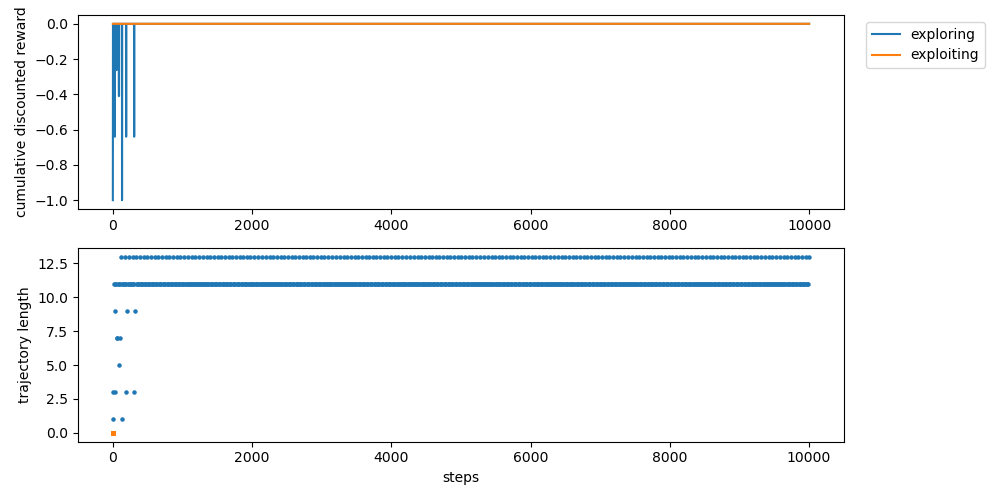 cumulative discounted reward
0.0
−0.2
−0.4
−0.6
−0.8
−1.0
0 2000 4000 6000 8000 10000
exploring
exploiting
trajectory length
12.5
10.0
7.5
5.0
2.5
0.0
0 2000 4000 6000 8000 10000
steps